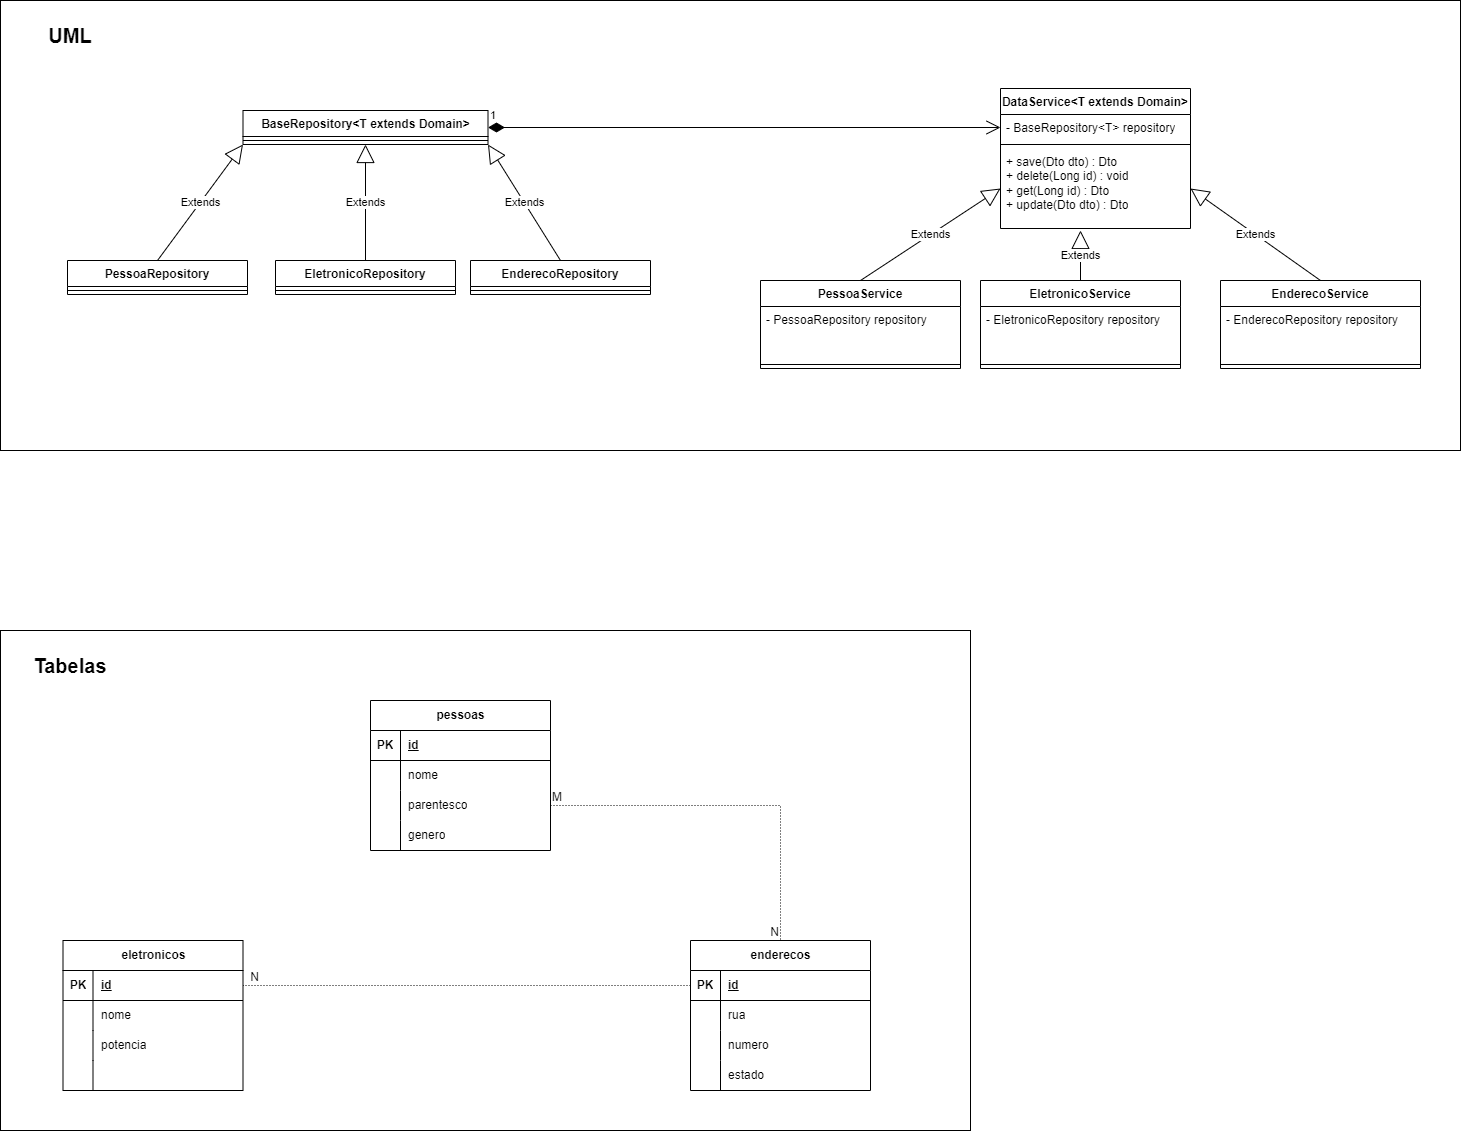 UML
BaseRepository<T extends Domain>
1
Extends
Extends
Extends
PessoaRepository
EletronicoRepository
EnderecoRepository
DataService<T extends Domain>
- BaseRepository<T> repository
+ save(Dto dto) : Dto
+ delete(Long id) : void
+ get(Long id) : Dto
+ update(Dto dto) : Dto
Extends
Extends
Extends
PessoaService
- PessoaRepository repository
EletronicoService
- EletronicoRepository repository
EnderecoService
- EnderecoRepository repository
Tabelas
pessoas
PK id
nome
parentesco
genero
M
N
eletronicos
PK id
nome
potencia
N
enderecos
PK id
rua
numero
estado